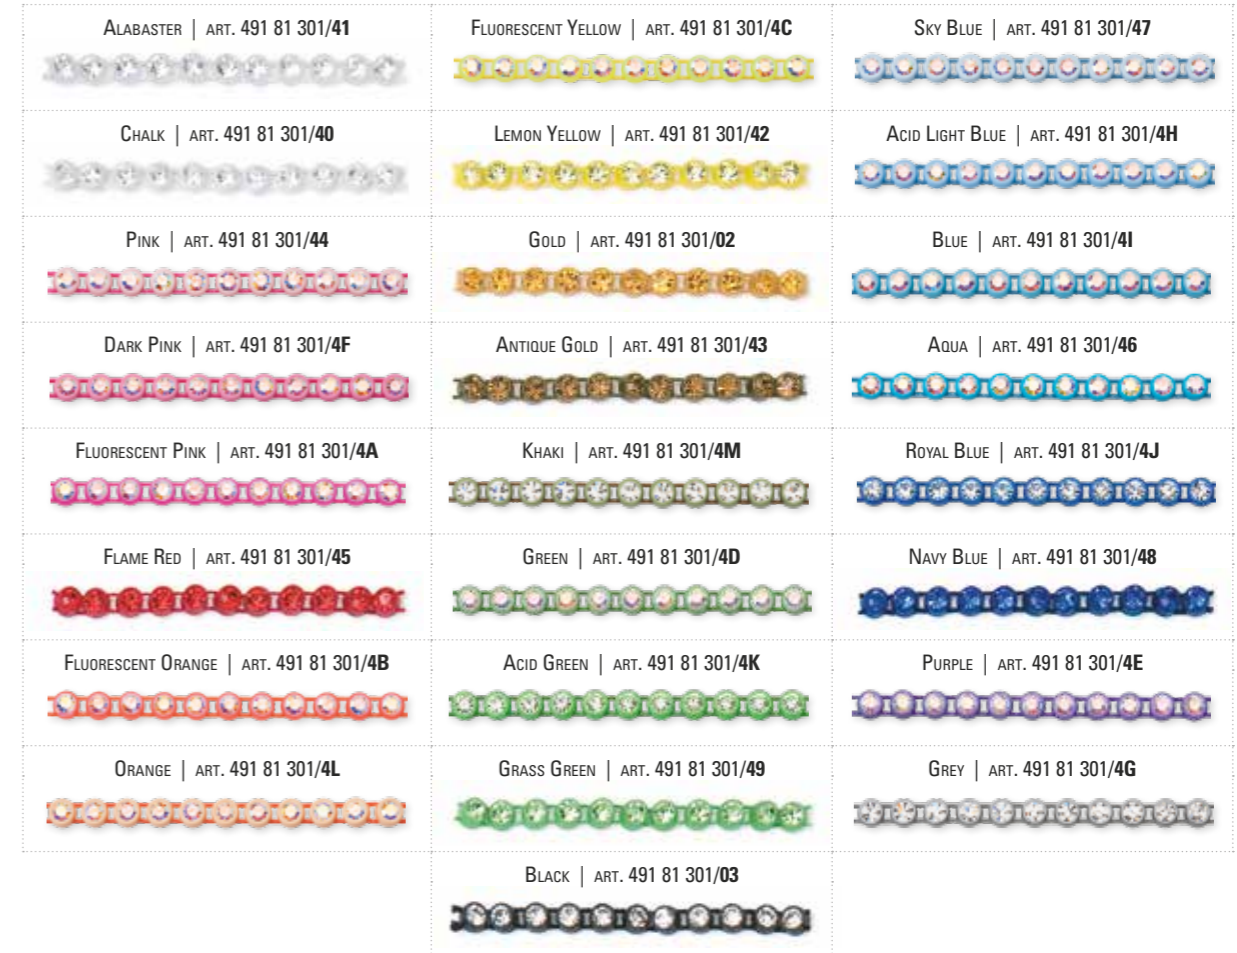 Alabaster | art. 491 81 301/41
Fluorescent Yellow | art. 491 81 301/4C
Sky Blue | art. 491 81 301/47
Chalk | art. 491 81 301/40
Lemon Yellow | art. 491 81 301/42
Acid Light Blue | art. 491 81 301/4H
Pink | art. 491 81 301/44
Gold | art. 491 81 301/02
Blue | art. 491 81 301/4I
Dark Pink | art. 491 81 301/4F
Antique Gold | art. 491 81 301/43
Aqua | art. 491 81 301/46
Fluorescent Pink | art. 491 81 301/4A
Khaki | art. 491 81 301/4M
Royal Blue | art. 491 81 301/4J
Flame Red | art. 491 81 301/45
Green | art. 491 81 301/4D
Navy Blue | art. 491 81 301/48
Fluorescent Orange | art. 491 81 301/4B
Acid Green | art. 491 81 301/4K
Purple | art. 491 81 301/4E
Orange | art. 491 81 301/4L
Grass Green | art. 491 81 301/49
Grey | art. 491 81 301/4G
Black | art. 491 81 301/03